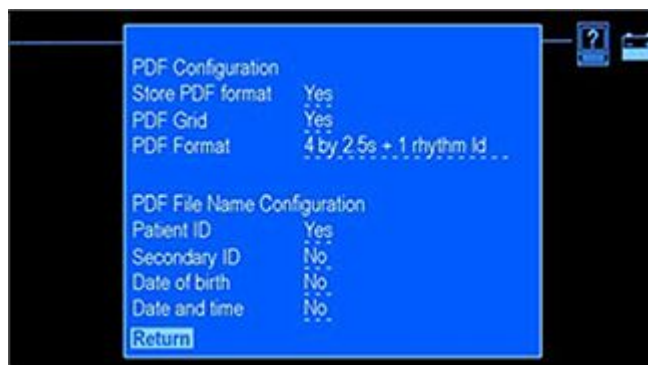 ?
PDF Configuration
Store PDF format Yes
PDF Grid Yes
PDF Format 4 by 2.5s + 1 rhythm ld
PDF File Name Configuration
Patient ID Yes
Secondary ID No
Date of birth No
Date and time No
Return